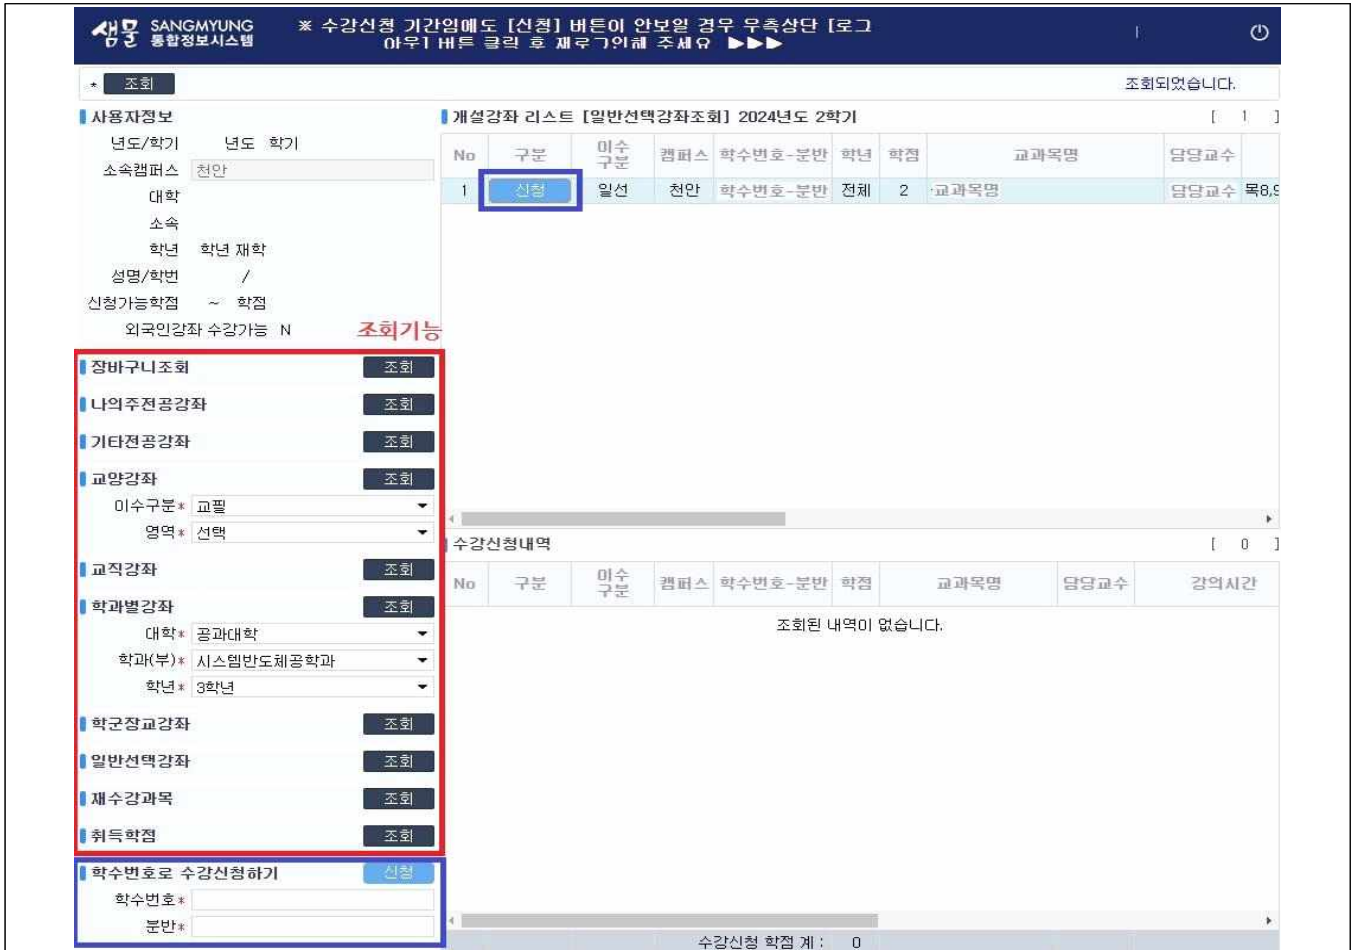 샘물 SANGMYUNG 통합정보시스템
※ 수강신청 기간임에도 [신청] 버튼이 안보일 경우 우측상단 [로그
아웃] 버튼 클릭 후 재로그인해 주세요 ▶▶▶
* 조회
조회되었습니다.
사용자정보
년도/학기 년도 학기
소속캠퍼스 천안
대학
소속
학년 학년 재학
성명/학번 /
신청가능학점 ~ 학점
외국인강좌 수강가능 N
조회기능
장바구니조회 조회
나의주전공강좌 조회
기타전공강좌 조회
교양강좌 조회
이수구분* 교필
영역* 선택
교직강좌 조회
학과별강좌 조회
대학* 공과대학
학과(부)* 시스템반도체공학과
학년* 3학년
학군장교강좌 조회
일반선택강좌 조회
재수강과목 조회
취득학점 조회
학수번호로 수강신청하기 신청
학수번호*
분반*
개설강좌 리스트 [일반선택강좌조회] 2024년도 2학기 [ 1 ]
No 구분 이수구분 캠퍼스 학수번호-분반 학년 학점 교과목명 담당교수
1 신청 일선 천안 학수번호-분반 전체 2 교과목명 담당교수 목8,9
수강신청내역 [ 0 ]
No 구분 이수구분 캠퍼스 학수번호-분반 학점 교과목명 담당교수 강의시간
조회된 내역이 없습니다.
수강신청 학점 계 : 0